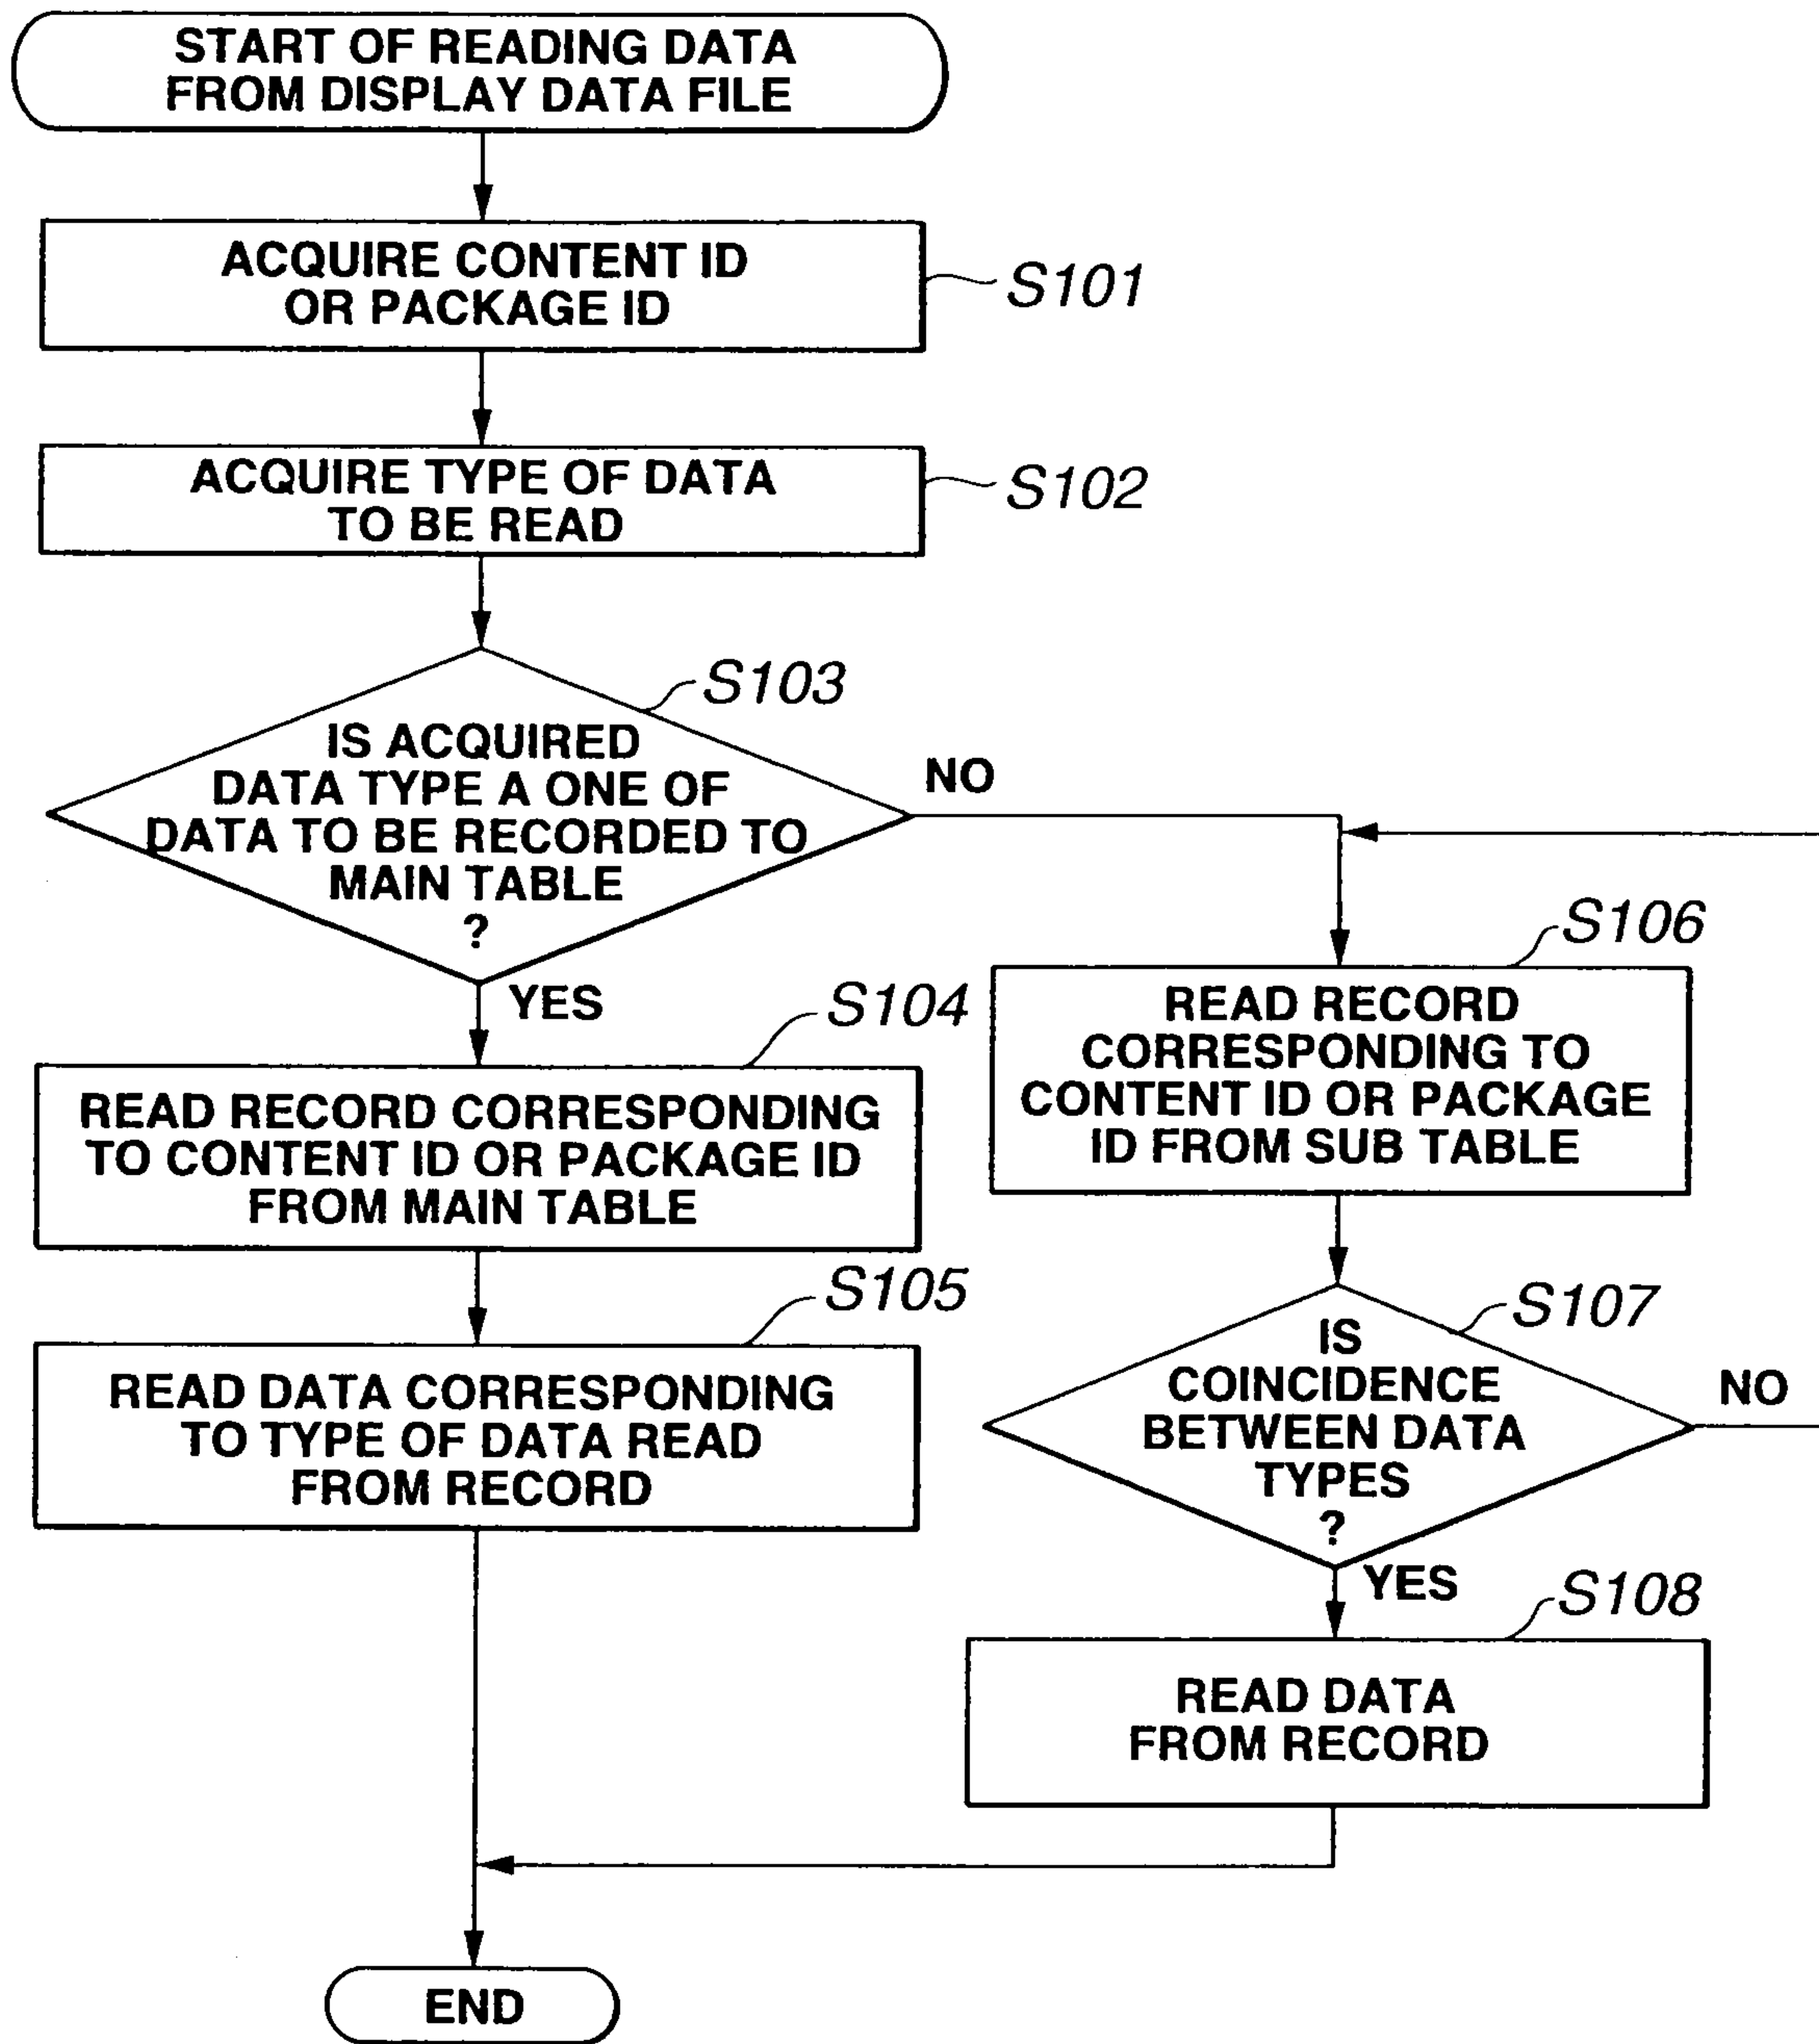 START OF READING DATA
FROM DISPLAY DATA FILE
ACQUIRE CONTENT ID
OR PACKAGE ID
S101
ACQUIRE TYPE OF DATA
TO BE READ
S102
S103
IS ACQUIRED
DATA TYPE A ONE OF
DATA TO BE RECORDED TO
MAIN TABLE
?
NO
YES
S104
READ RECORD CORRESPONDING
TO CONTENT ID OR PACKAGE ID
FROM MAIN TABLE
S105
READ DATA CORRESPONDING
TO TYPE OF DATA READ
FROM RECORD
S106
READ RECORD
CORRESPONDING TO
CONTENT ID OR PACKAGE
ID FROM SUB TABLE
S107
IS
COINCIDENCE
BETWEEN DATA
TYPES
?
NO
YES
S108
READ DATA
FROM RECORD
END